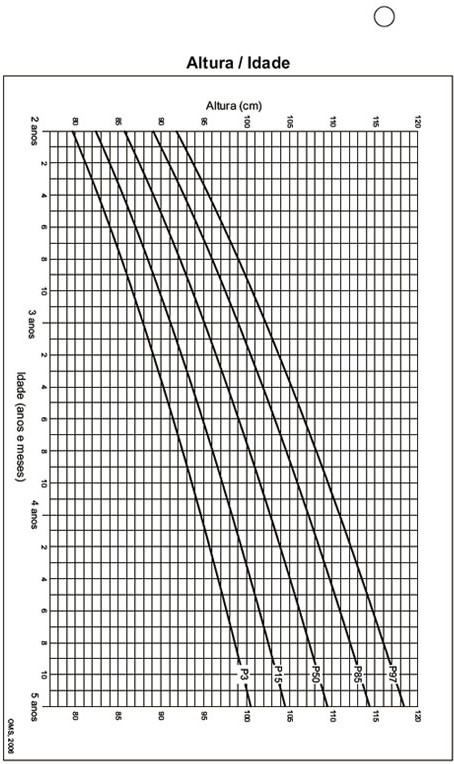 Altura / Idade
Altura (cm)
80 85 90 95 100 105 110 115 120
2 anos
2
4
6
8
10
3 anos
2
4
6
8
10
4 anos
2
4
6
8
10
5 anos
Idade (anos e meses)
P3 P15 P50 P85 P97
80 85 90 95 100 105 110 115 120
OMS, 2006